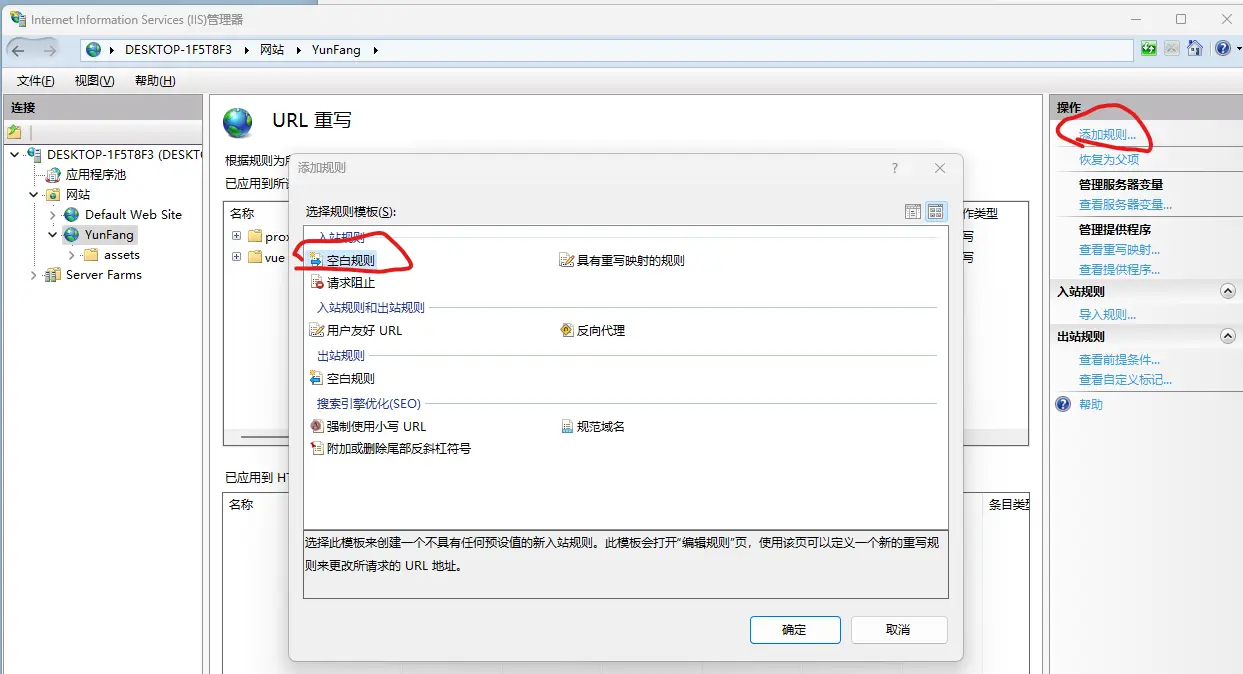 Internet Information Services (IIS)管理器
DESKTOP-1F5T8F3 网站 YunFang
文件(F) 视图(V) 帮助(H)
连接
DESKTOP-1F5T8F3 (DESKT
应用程序池
网站
Default Web Site
YunFang
assets
Server Farms
URL 重写
根据规则为
已应用到所
名称
作类型
prox
写
vue
写
已应用到
名称
条目类型
添加规则
?
选择规则模板(S):
入站规则
空白规则
具有重写映射的规则
请求阻止
入站规则和出站规则
用户友好 URL
反向代理
出站规则
空白规则
搜索引擎优化(SEO)
强制使用小写 URL
规范域名
附加或删除尾部反斜杠符号
选择此模板来创建一个不具有任何预设值的新入站规则。此模板会打开“编辑规则”页，使用该页可以定义一个新的重写规
则来更改所请求的 URL 地址。
确定
取消
操作
添加规则...
恢复为父项
管理服务器变量
查看服务器变量...
管理提供程序
查看重写映射...
查看提供程序...
入站规则
导入规则...
出站规则
查看前提条件...
查看自定义标记...
帮助